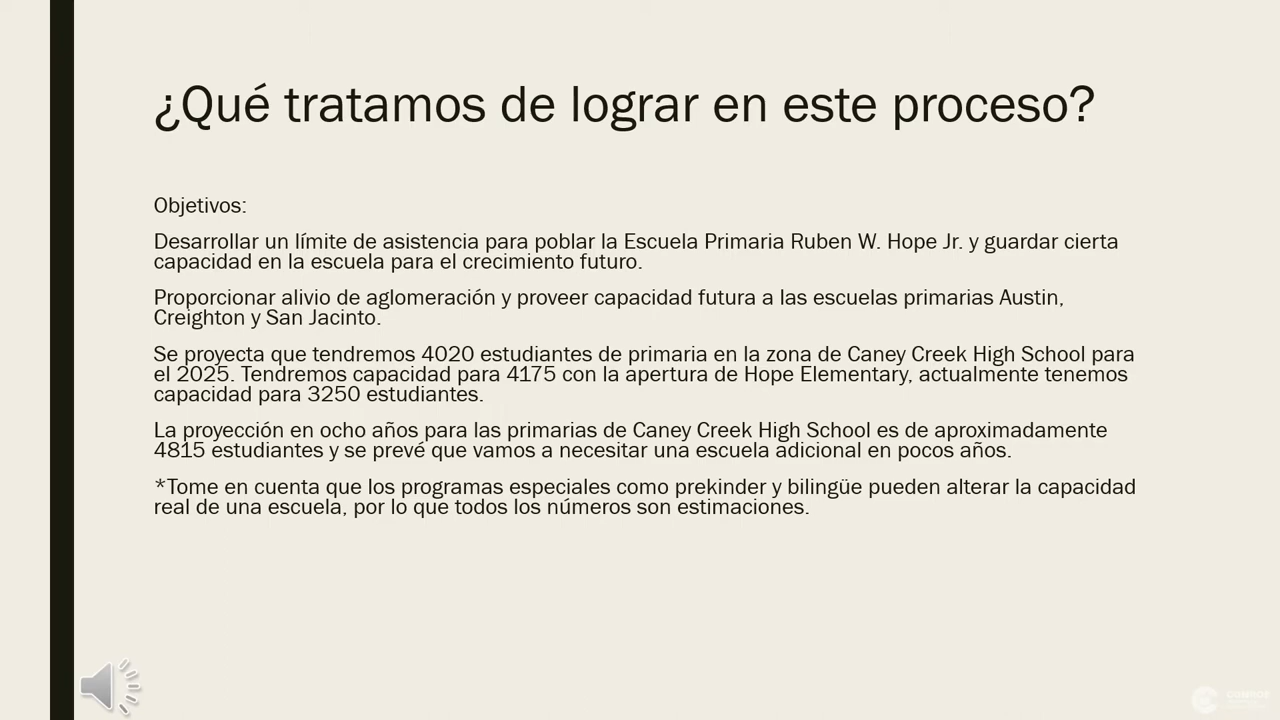 ¿Qué tratamos de lograr en este proceso?
Objetivos:
Desarrollar un límite de asistencia para poblar la Escuela Primaria Ruben W. Hope Jr. y guardar cierta
capacidad en la escuela para el crecimiento futuro.
Proporcionar alivio de aglomeración y proveer capacidad futura a las escuelas primarias Austin,
Creighton y San Jacinto.
Se proyecta que tendremos 4020 estudiantes de primaria en la zona de Caney Creek High School para
el 2025. Tendremos capacidad para 4175 con la apertura de Hope Elementary, actualmente tenemos
capacidad para 3250 estudiantes.
La proyección en ocho años para las primarias de Caney Creek High School es de aproximadamente
4815 estudiantes y se prevé que vamos a necesitar una escuela adicional en pocos años.
*Tome en cuenta que los programas especiales como prekinder y bilingüe pueden alterar la capacidad
real de una escuela, por lo que todos los números son estimaciones.